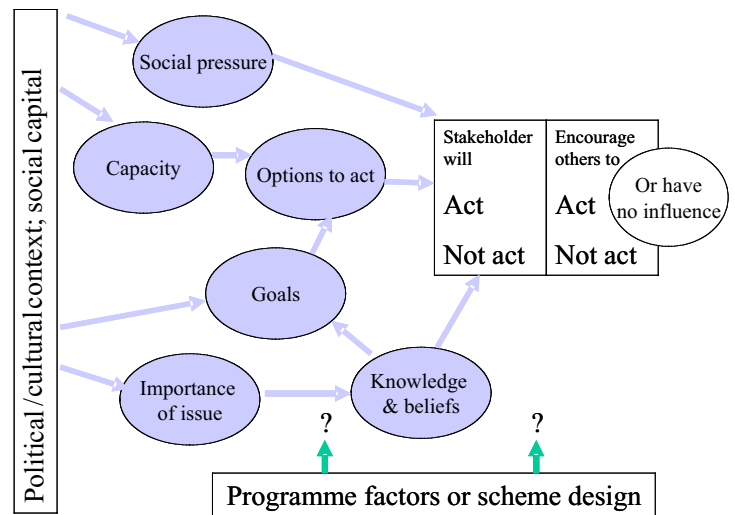 Political/cultural context; social capital
Social pressure
Capacity
Options to act
Goals
Importance
of issue
Knowledge
& beliefs
Stakeholder
will
Act
Not act
Encourage
others to
Act
Not act
Or have
no influence
?
?
Programme factors or scheme design